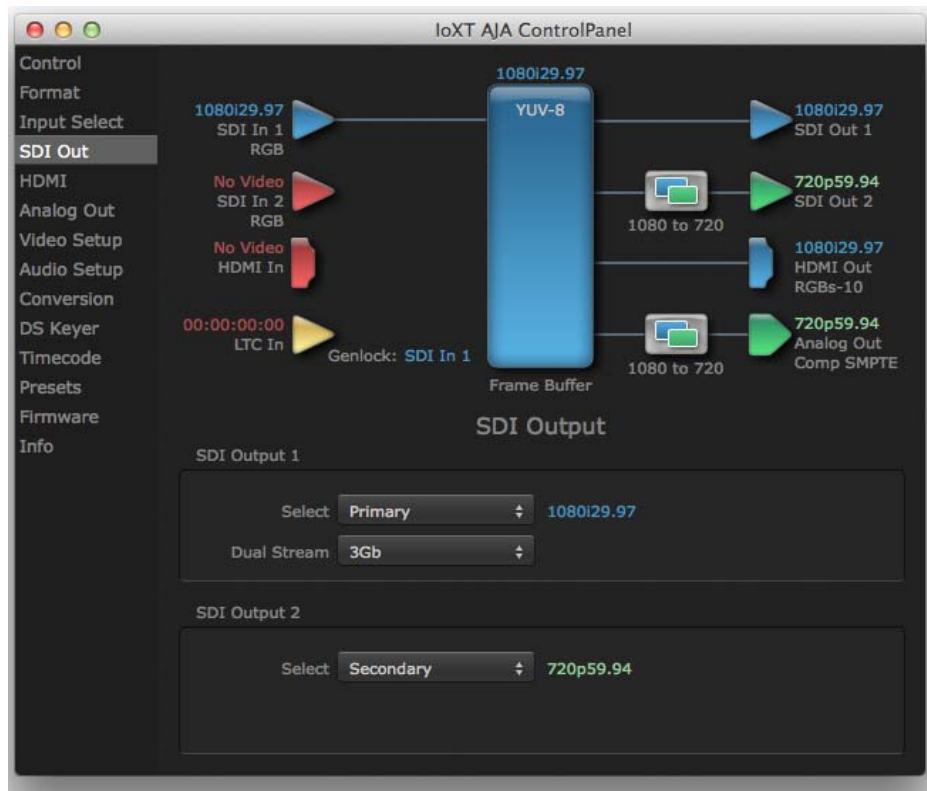 IoXT AJA ControlPanel
Control
Format
Input Select
SDI Out
HDMI
Analog Out
Video Setup
Audio Setup
Conversion
DS Keyer
Timecode
Presets
Firmware
Info
1080i29.97
YUV-8
Frame Buffer
1080i29.97
SDI In 1
RGB
No Video
SDI In 2
RGB
No Video
HDMI In
00:00:00:00
LTC In
Genlock: SDI In 1
1080i29.97
SDI Out 1
1080 to 720
720p59.94
SDI Out 2
1080i29.97
HDMI Out
RGBs-10
1080 to 720
720p59.94
Analog Out
Comp SMPTE
SDI Output
SDI Output 1
Select Primary 1080i29.97
Dual Stream 3Gb
SDI Output 2
Select Secondary 720p59.94